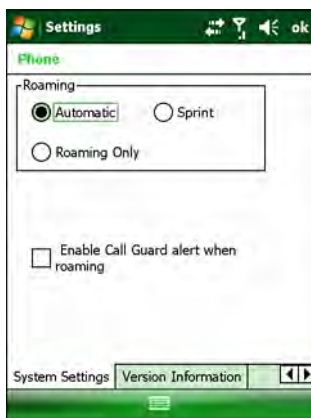 Settings
ok
Phone
Roaming
Automatic
Sprint
Roaming Only
Enable Call Guard alert when
roaming
System Settings
Version Information